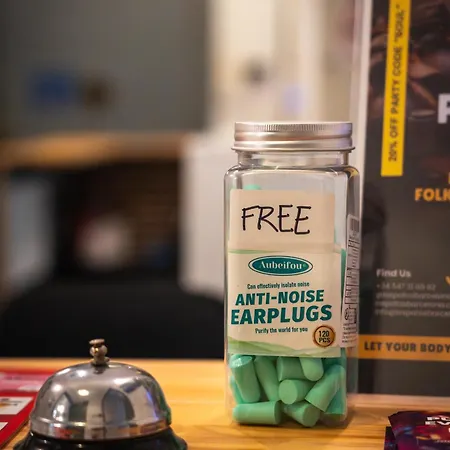 FREE
Aubeifou®
Can effectively isolate noise
ANTI-NOISE
EARPLUGS
Purify the world for you
120
PCS
20% OFF PARTY CODE "SOUL"
P
FOLK
Find Us
LET YOUR BODY